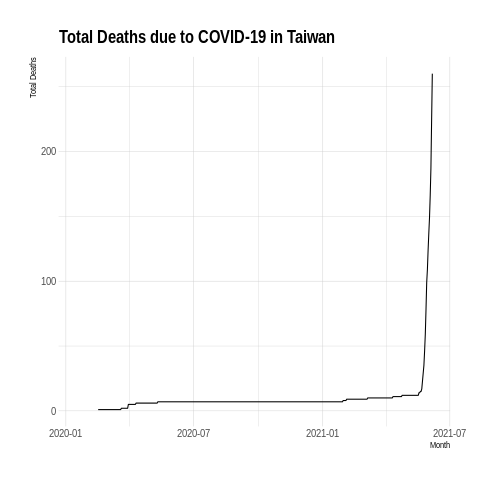 Total Deaths due to COVID-19 in Taiwan
Total Deaths
200
100
0
2020-01 2020-07 2021-01 2021-07
Month